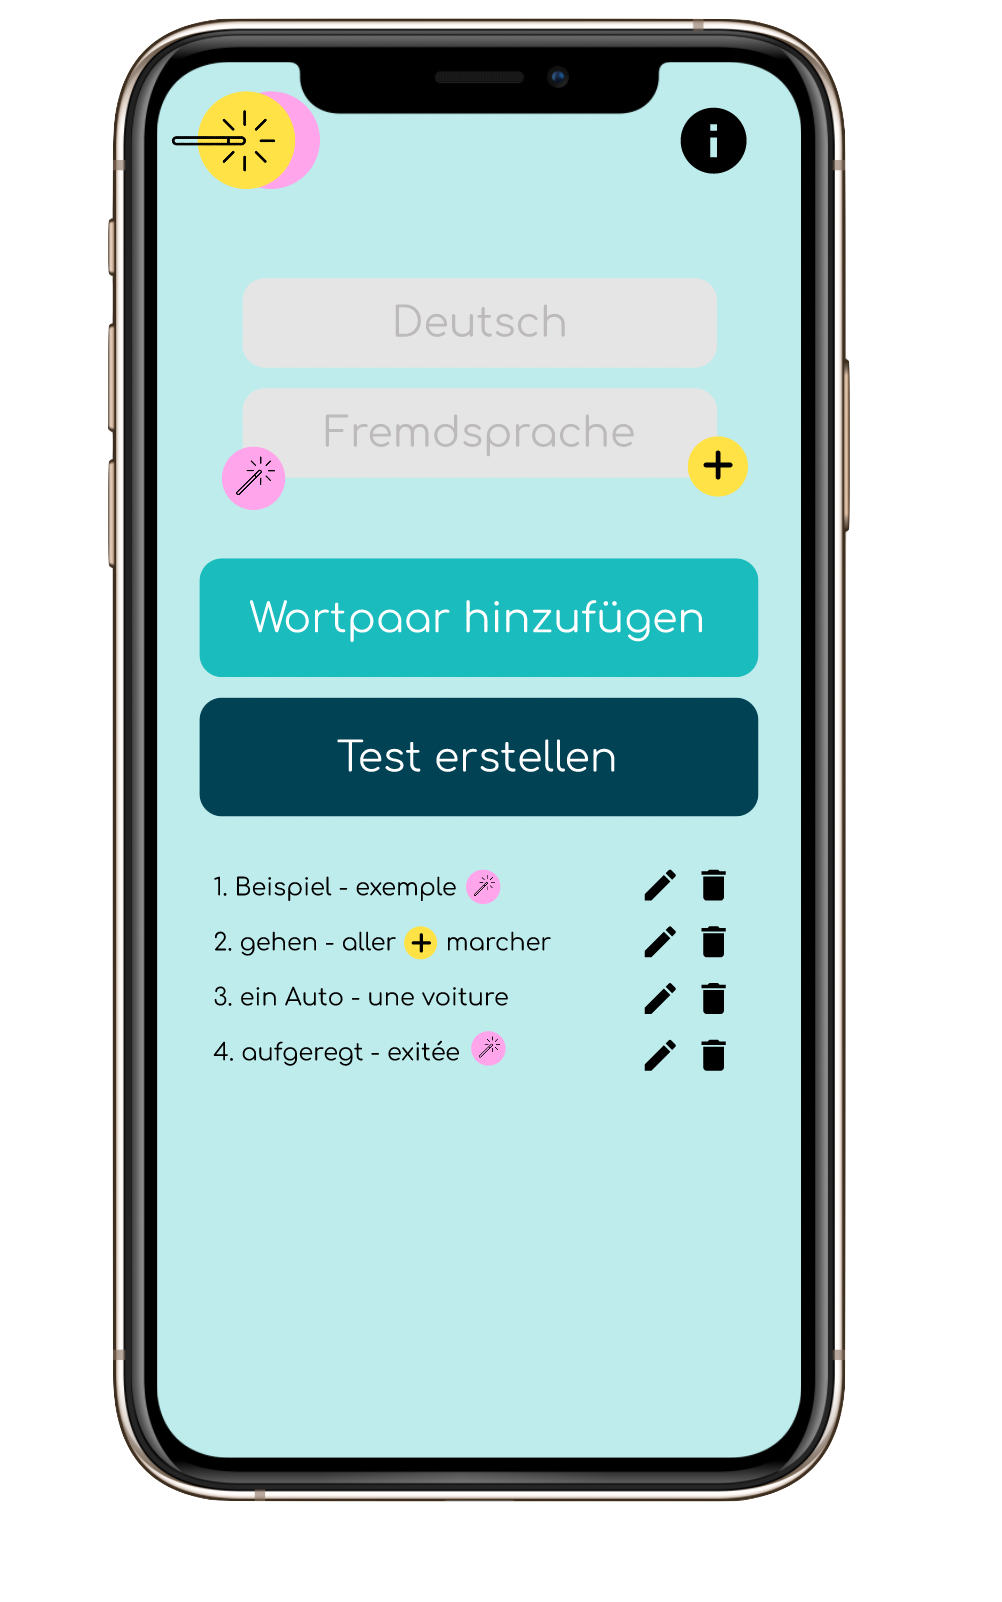 Deutsch
Fremdsprache
Wortpaar hinzufügen
Test erstellen
1. Beispiel - exemple
2. gehen - aller + marcher
3. ein Auto - une voiture
4. aufgeregt - exitée